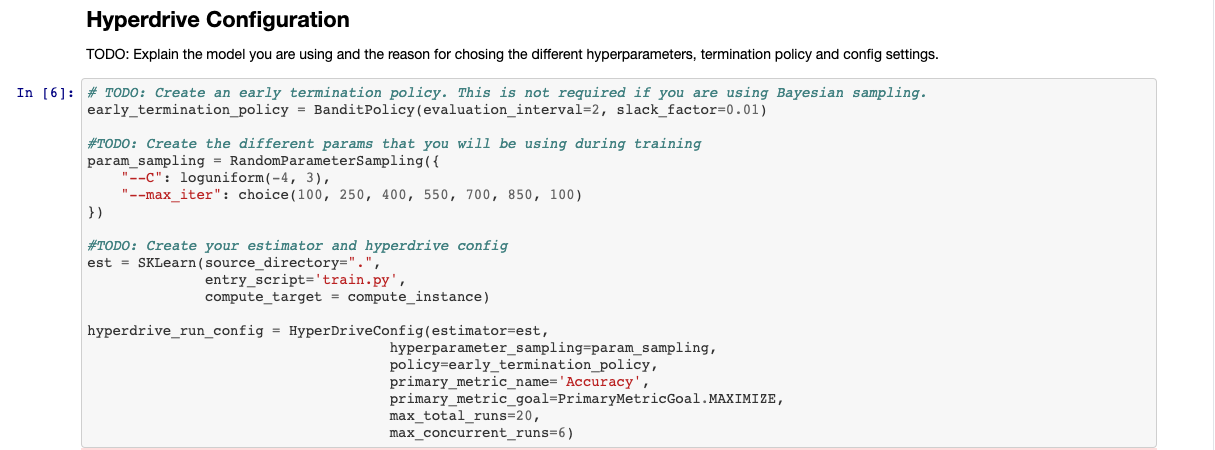 Hyperdrive Configuration
TODO: Explain the model you are using and the reason for chosing the different hyperparameters, termination policy and config settings.
In [6]: # TODO: Create an early termination policy. This is not required if you are using Bayesian sampling.
early_termination_policy = BanditPolicy(evaluation_interval=2, slack_factor=0.01)
#TODO: Create the different params that you will be using during training
param_sampling = RandomParameterSampling({
"--C": loguniform(-4, 3),
"--max_iter": choice(100, 250, 400, 550, 700, 850, 100)
})
#TODO: Create your estimator and hyperdrive config
est = SKLearn(source_directory=".",
entry_script='train.py',
compute_target = compute_instance)
hyperdrive_run_config = HyperDriveConfig(estimator=est,
hyperparameter_sampling=param_sampling,
policy=early_termination_policy,
primary_metric_name='Accuracy',
primary_metric_goal=PrimaryMetricGoal.MAXIMIZE,
max_total_runs=20,
max_concurrent_runs=6)